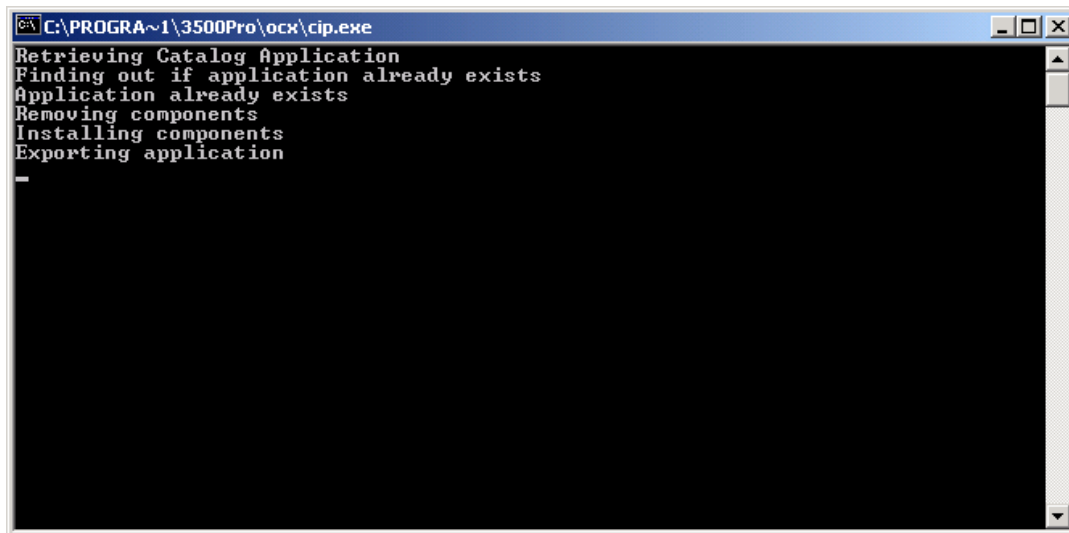 C:\PROGRA~1\3500Pro\ocx\cip.exe
Retrieving Catalog Application
Finding out if application already exists
Application already exists
Removing components
Installing components
Exporting application